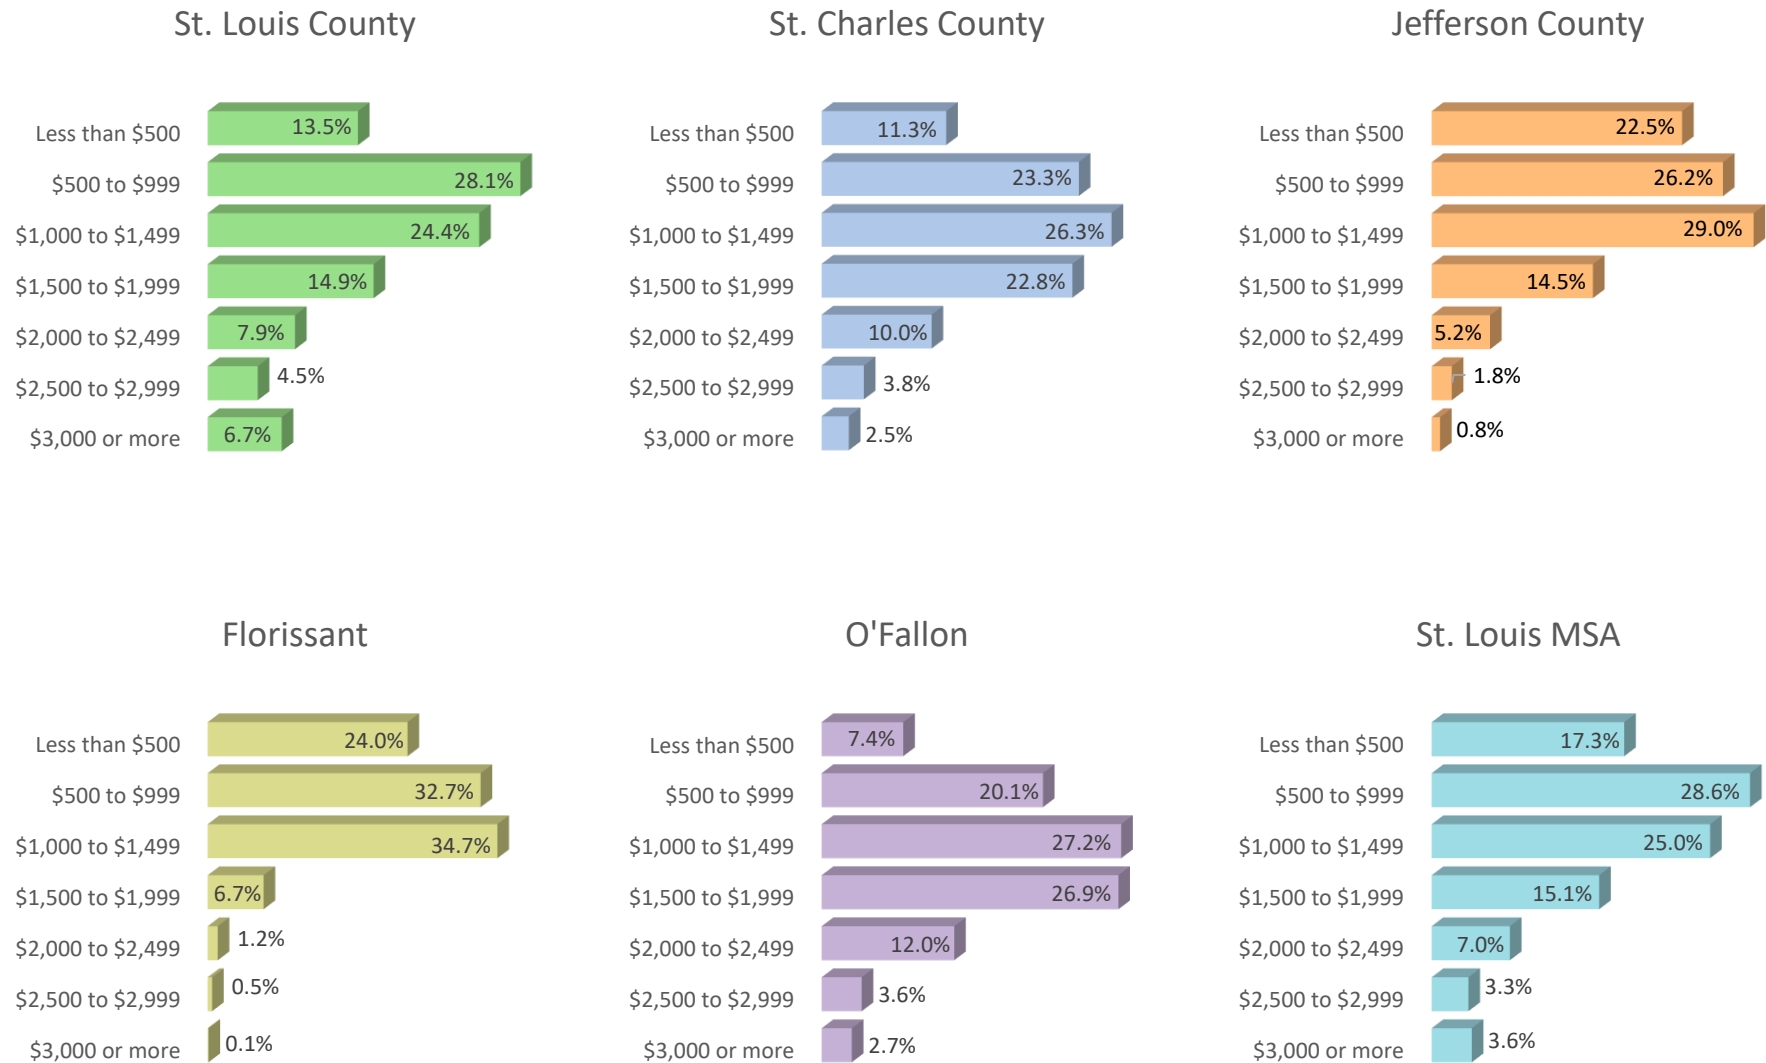 St. Louis County
Less than $500 13.5%
$500 to $999 28.1%
$1,000 to $1,499 24.4%
$1,500 to $1,999 14.9%
$2,000 to $2,499 7.9%
$2,500 to $2,999 4.5%
$3,000 or more 6.7%
St. Charles County
Less than $500 11.3%
$500 to $999 23.3%
$1,000 to $1,499 26.3%
$1,500 to $1,999 22.8%
$2,000 to $2,499 10.0%
$2,500 to $2,999 3.8%
$3,000 or more 2.5%
Jefferson County
Less than $500 22.5%
$500 to $999 26.2%
$1,000 to $1,499 29.0%
$1,500 to $1,999 14.5%
$2,000 to $2,499 5.2%
$2,500 to $2,999 1.8%
$3,000 or more 0.8%
Florissant
Less than $500 24.0%
$500 to $999 32.7%
$1,000 to $1,499 34.7%
$1,500 to $1,999 6.7%
$2,000 to $2,499 1.2%
$2,500 to $2,999 0.5%
$3,000 or more 0.1%
O'Fallon
Less than $500 7.4%
$500 to $999 20.1%
$1,000 to $1,499 27.2%
$1,500 to $1,999 26.9%
$2,000 to $2,499 12.0%
$2,500 to $2,999 3.6%
$3,000 or more 2.7%
St. Louis MSA
Less than $500 17.3%
$500 to $999 28.6%
$1,000 to $1,499 25.0%
$1,500 to $1,999 15.1%
$2,000 to $2,499 7.0%
$2,500 to $2,999 3.3%
$3,000 or more 3.6%